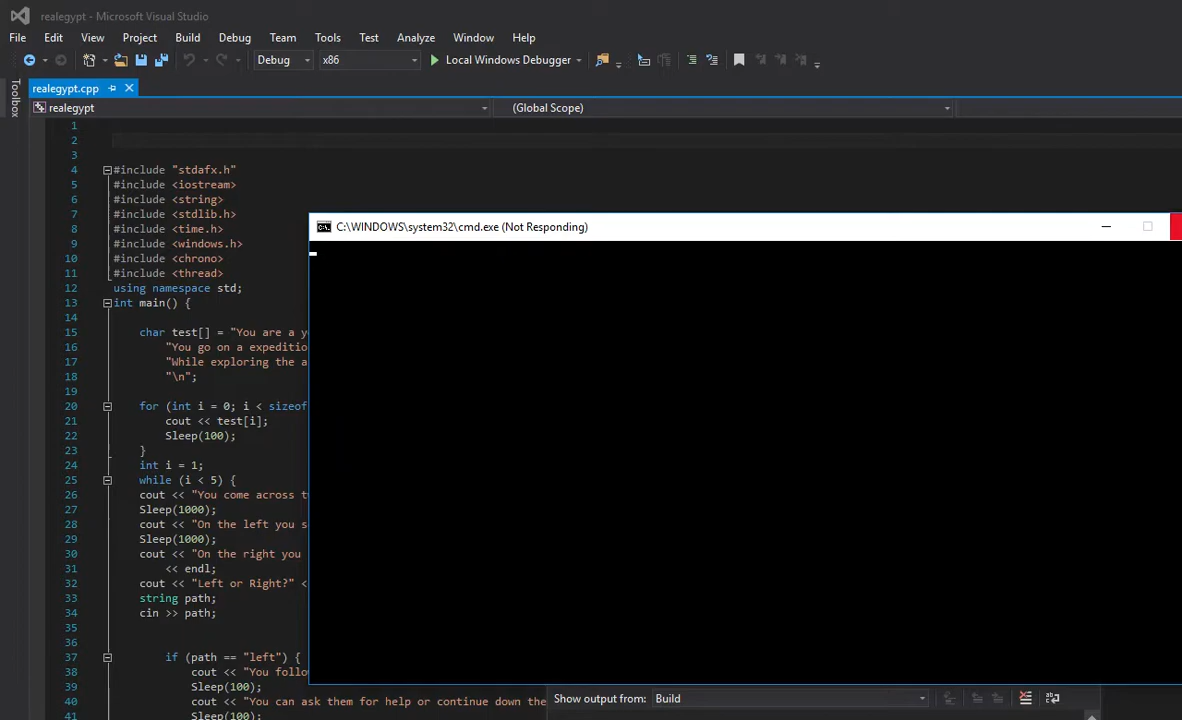 realegypt - Microsoft Visual Studio
File Edit View Project Build Debug Team Tools Test Analyze Window Help
Debug x86 Local Windows Debugger
Toolbox
realegypt.cpp
realegypt (Global Scope)
1
2
3
4 #include "stdafx.h"
5 #include <iostream>
6 #include <string>
7 #include <stdlib.h>
8 #include <time.h>
9 #include <windows.h>
10 #include <chrono>
11 #include <thread>
12 using namespace std;
13 int main() {
14
15 char test[] = "You are a y
16 "You go on a expeditio
17 "While exploring the a
18 "\n";
19
20 for (int i = 0; i < sizeof
21 cout << test[i];
22 Sleep(100);
23 }
24 int i = 1;
25 while (i < 5) {
26 cout << "You come across t
27 Sleep(1000);
28 cout << "On the left you s
29 Sleep(1000);
30 cout << "On the right you
31 << endl;
32 cout << "Left or Right?" <
33 string path;
34 cin >> path;
35
36
37 if (path == "left") {
38 cout << "You follo
39 Sleep(100);
40 cout << "You can ask them for help or continue down the
41 Sleep(100);
C:\WINDOWS\system32\cmd.exe (Not Responding)
Show output from: Build